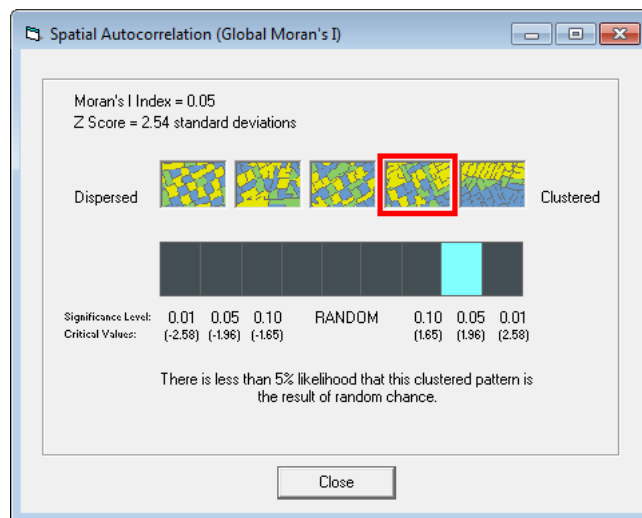 Spatial Autocorrelation (Global Moran's I)
Moran's I Index = 0.05
Z Score = 2.54 standard deviations
Dispersed Clustered
Significance Level: 0.01 0.05 0.10 RANDOM 0.10 0.05 0.01
Critical Values: (-2.58) (-1.96) (-1.65) (1.65) (1.96) (2.58)
There is less than 5% likelihood that this clustered pattern is
the result of random chance.
Close